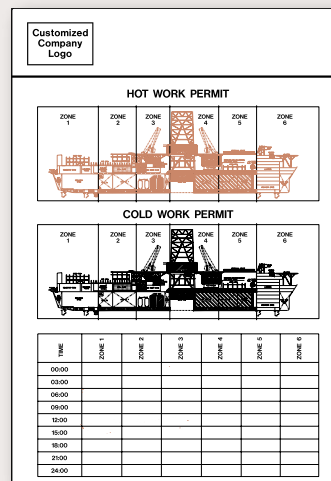 Customized
Company
Logo
HOT WORK PERMIT
ZONE 1 ZONE 2 ZONE 3 ZONE 4 ZONE 5 ZONE 6
COLD WORK PERMIT
ZONE 1 ZONE 2 ZONE 3 ZONE 4 ZONE 5 ZONE 6
TIME ZONE 1 ZONE 2 ZONE 3 ZONE 4 ZONE 5 ZONE 6
00:00
03:00
06:00
09:00
12:00
15:00
18:00
21:00
24:00